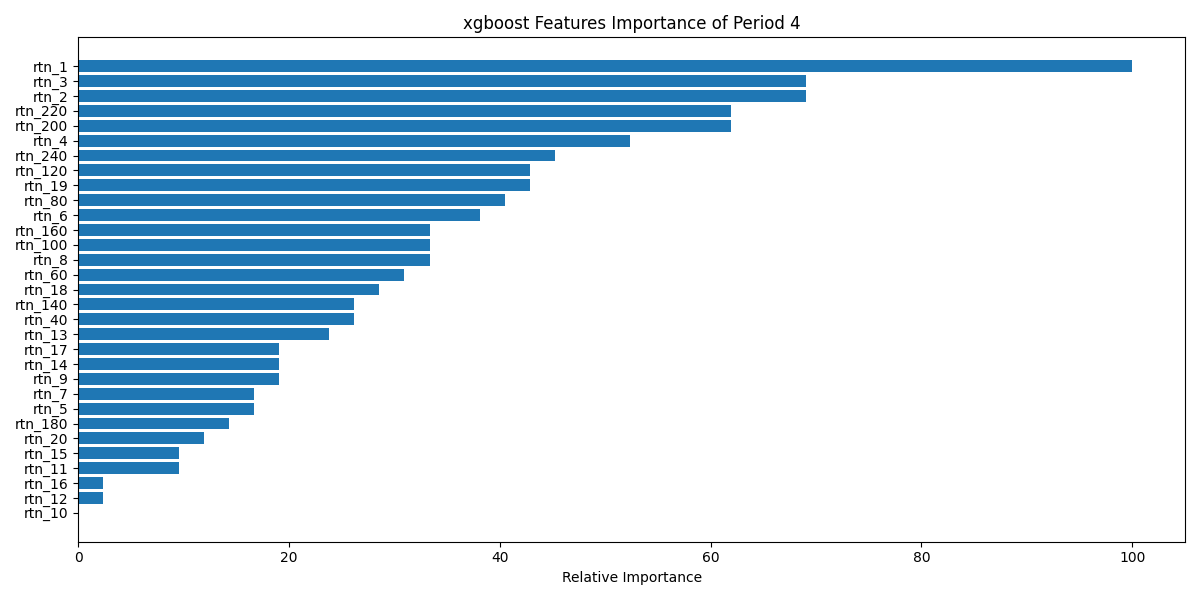 xgboost Features Importance of Period 4
rtn_1
rtn_3
rtn_2
rtn_220
rtn_200
rtn_4
rtn_240
rtn_120
rtn_19
rtn_80
rtn_6
rtn_160
rtn_100
rtn_8
rtn_60
rtn_18
rtn_140
rtn_40
rtn_13
rtn_17
rtn_14
rtn_9
rtn_7
rtn_5
rtn_180
rtn_20
rtn_15
rtn_11
rtn_16
rtn_12
rtn_10
0 20 40 60 80 100
Relative Importance